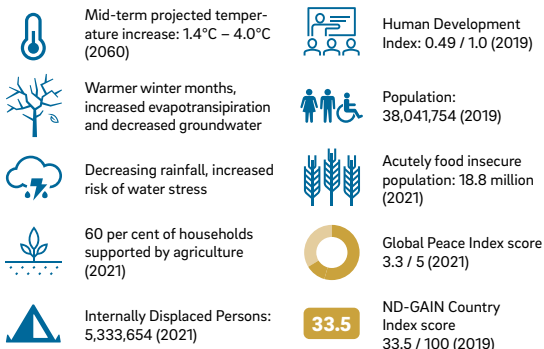 Mid-term projected temper-
ature increase: 1.4°C – 4.0°C
(2060)
Warmer winter months,
increased evapotranspiration
and decreased groundwater
Decreasing rainfall, increased
risk of water stress
60 per cent of households
supported by agriculture
(2021)
Internally Displaced Persons:
5,333,654 (2021)
Human Development
Index: 0.49 / 1.0 (2019)
Population:
38,041,754 (2019)
Acutely food insecure
population: 18.8 million
(2021)
Global Peace Index score
3.3 / 5 (2021)
33.5
ND-GAIN Country
Index score
33.5 / 100 (2019)